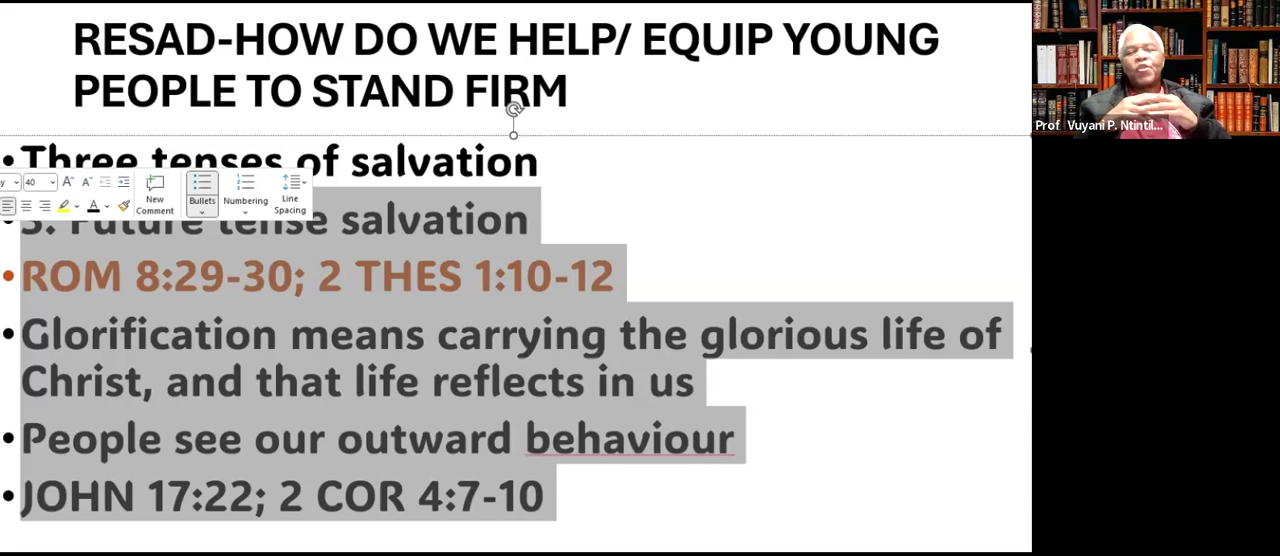 RESAD-HOW DO WE HELP/ EQUIP YOUNG
PEOPLE TO STAND FIRM
• Three tenses of salvation
40
New
Comment
Bullets
Numbering
Line
Spacing
• 3. Future tense salvation
• ROM 8:29-30; 2 THES 1:10-12
• Glorification means carrying the glorious life of
Christ, and that life reflects in us
• People see our outward behaviour
• JOHN 17:22; 2 COR 4:7-10
Prof Vuyani P. Ntintil...